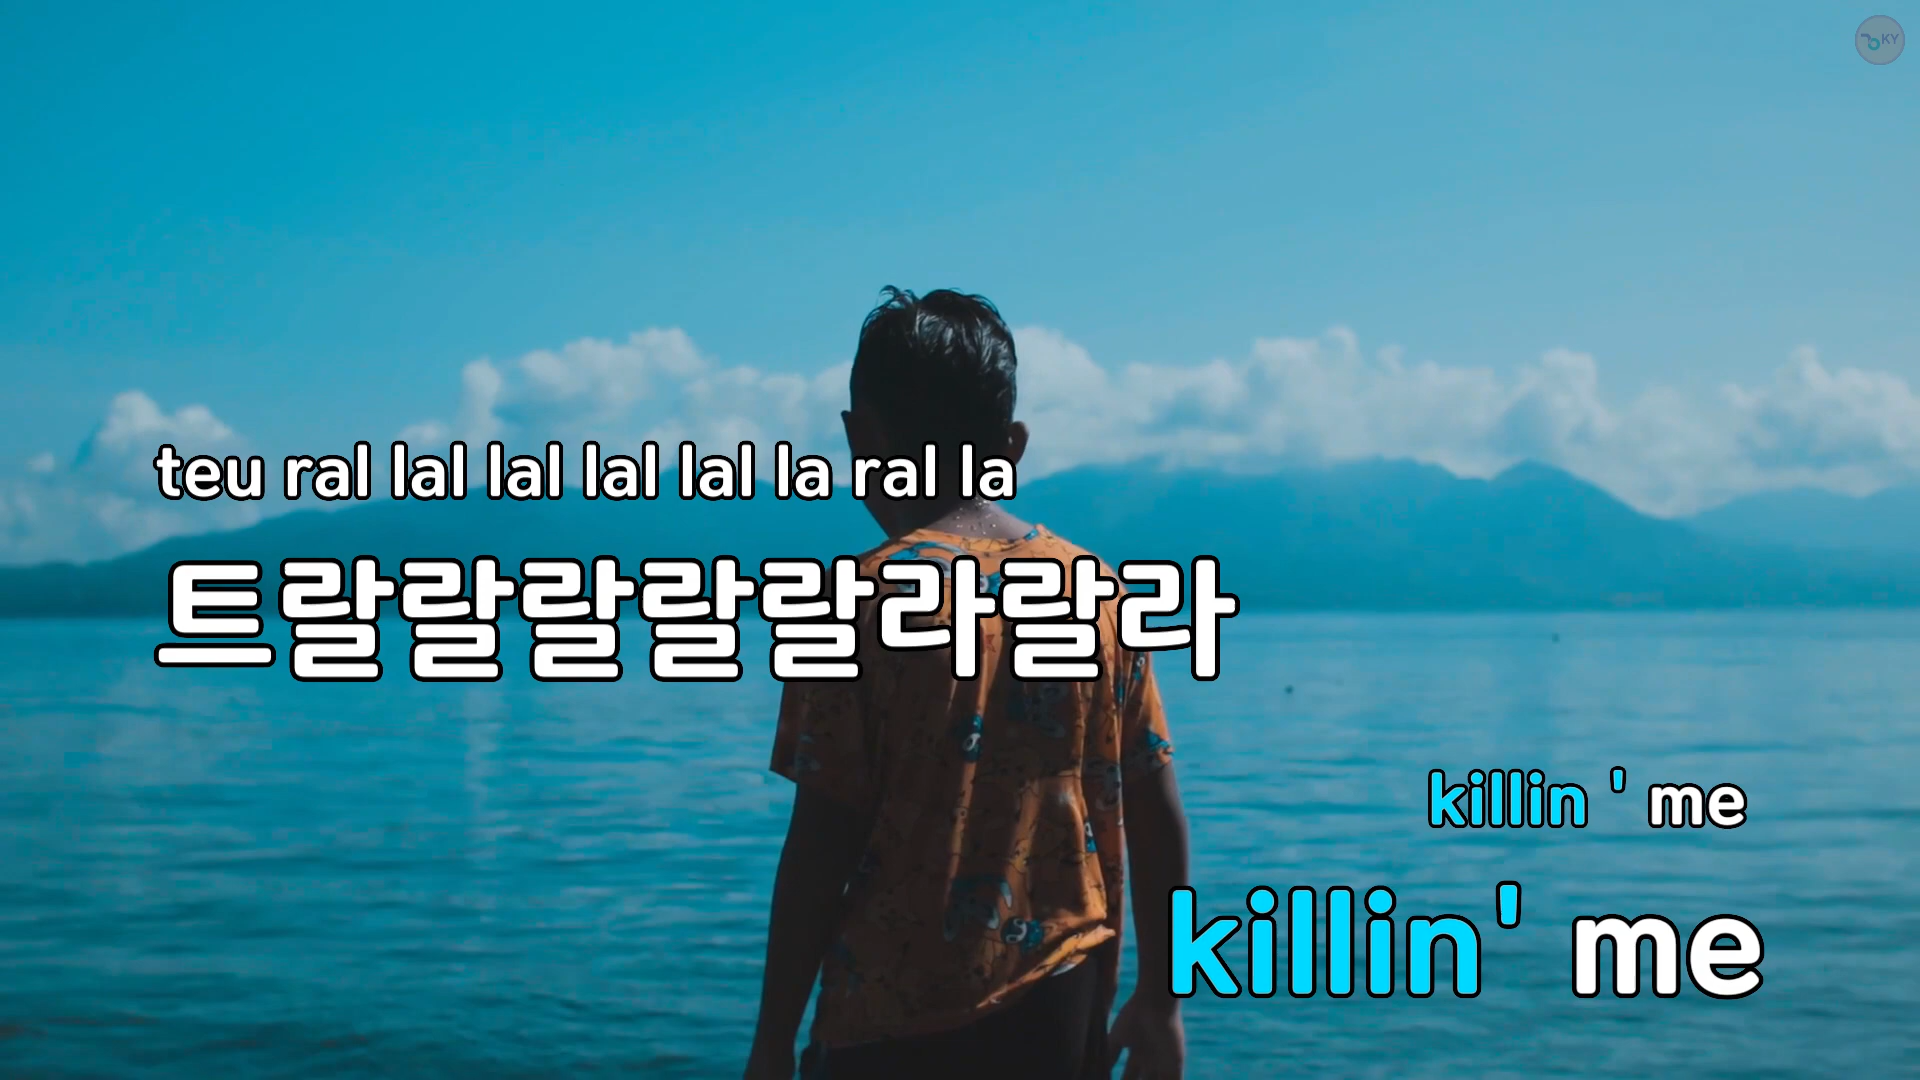 KY
teu ral lal lal lal lal la ral la
트랄랄랄랄랄라랄라
killin ' me
killin' me